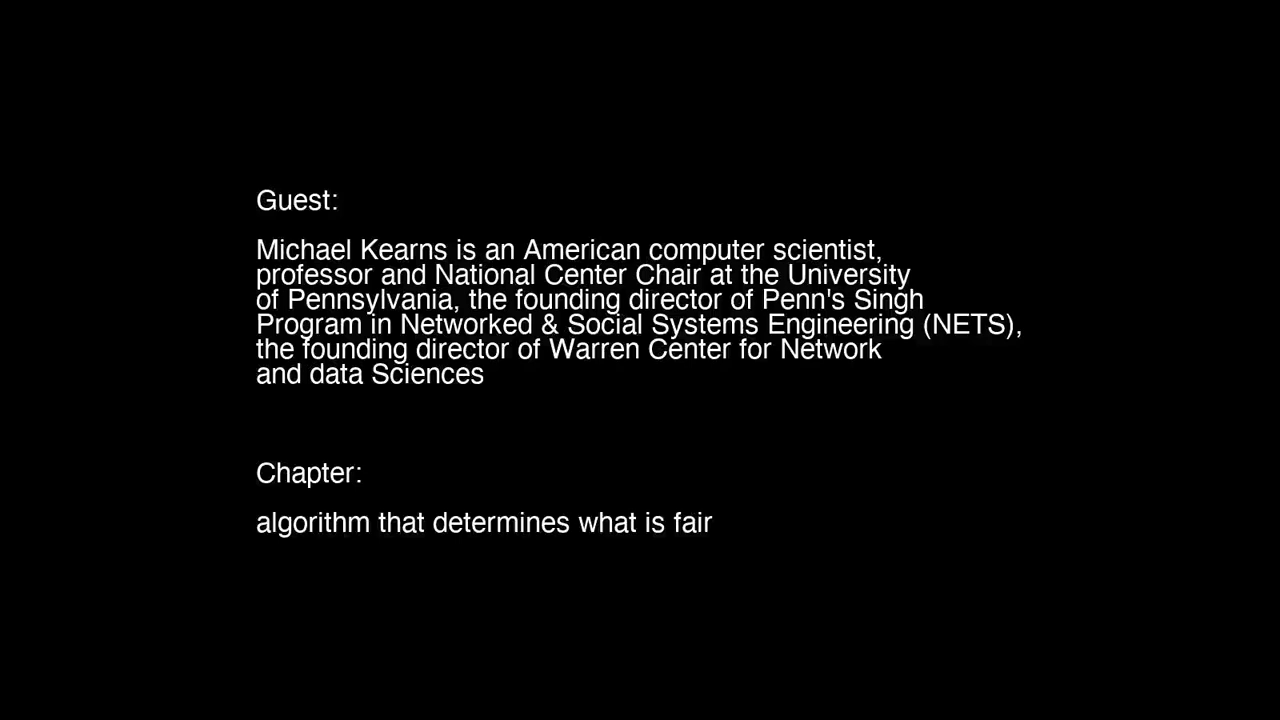 Guest:
Michael Kearns is an American computer scientist,
professor and National Center Chair at the University
of Pennsylvania, the founding director of Penn's Singh
Program in Networked & Social Systems Engineering (NETS),
the founding director of Warren Center for Network
and data Sciences
Chapter:
algorithm that determines what is fair